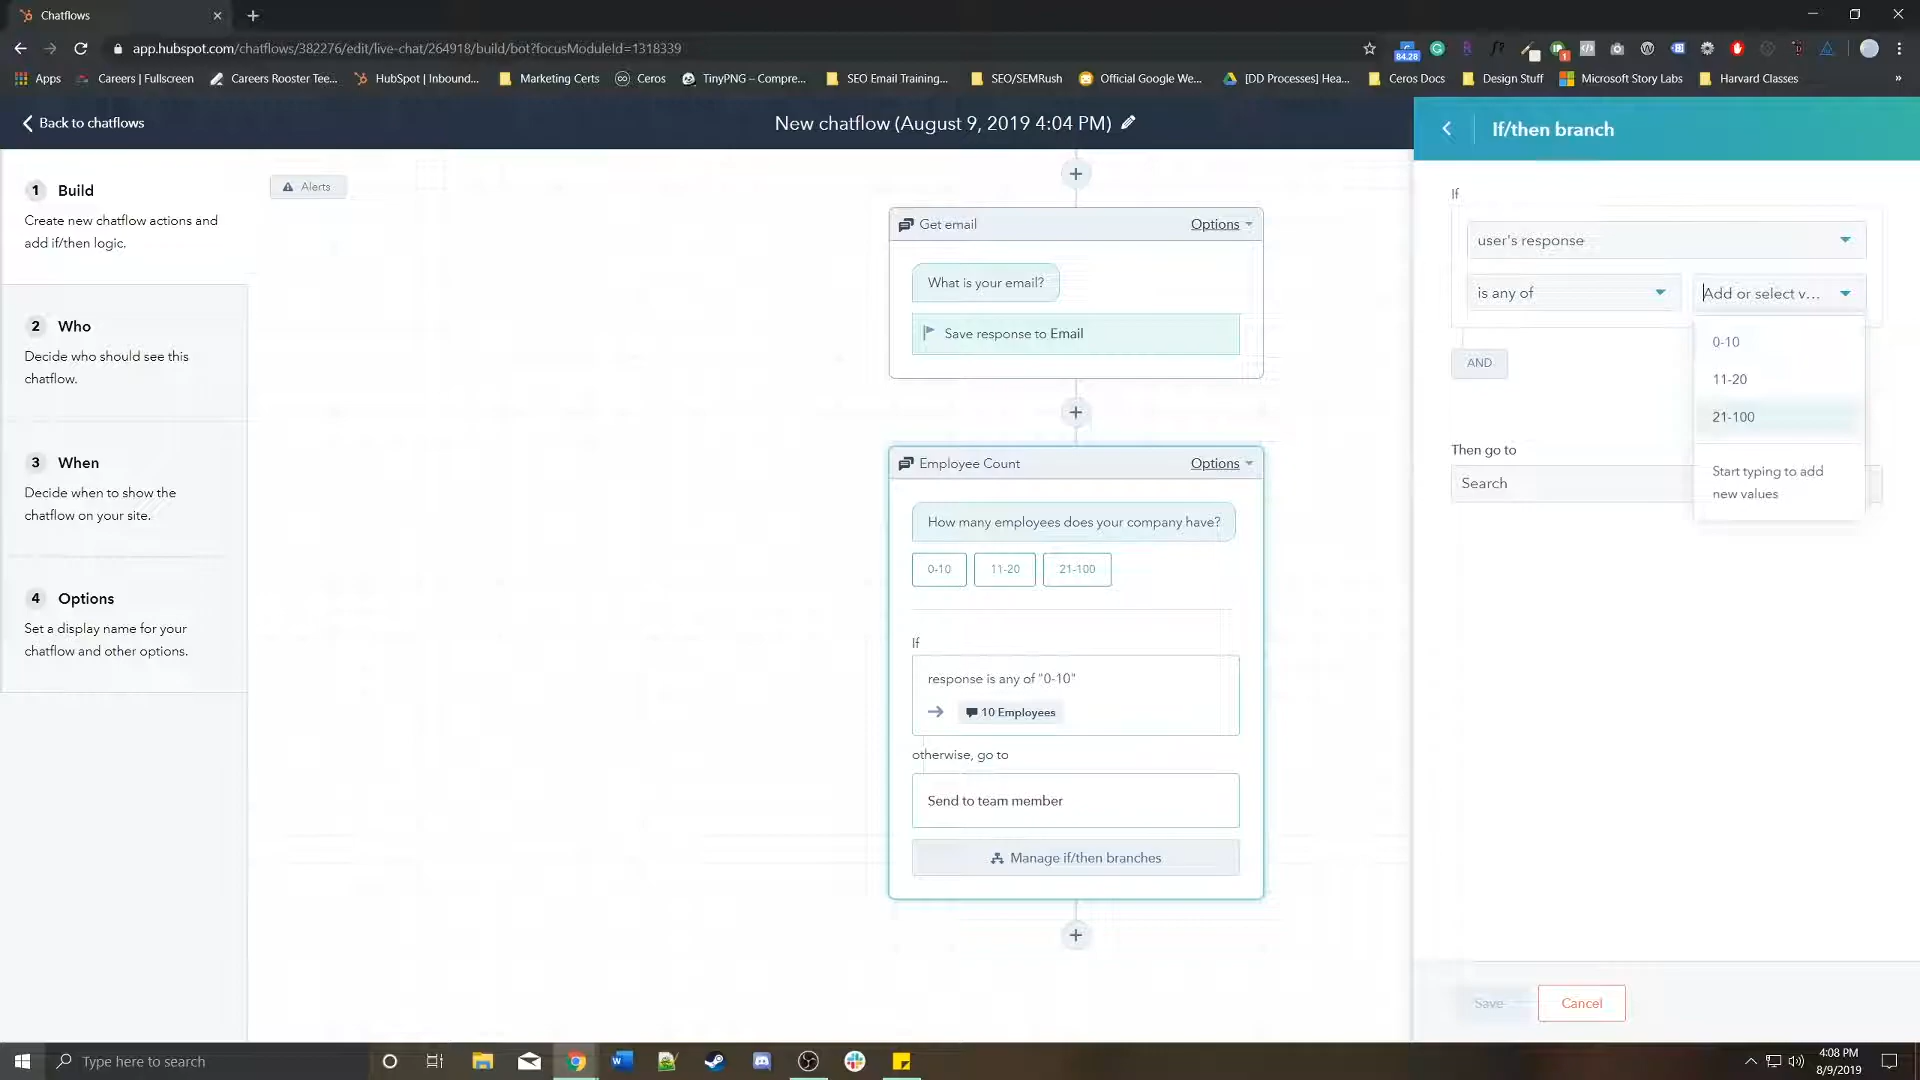 Chatflows
app.hubspot.com/chatflows/382276/edit/live-chat/264918/build/bot?focusModuleId=1318339
84.28
Apps Careers | Fullscreen Careers Rooster Tee... HubSpot | Inbound... Marketing Certs Ceros TinyPNG – Compre... SEO Email Training... SEO/SEMRush Official Google We... [DD Processes] Hea... Ceros Docs Design Stuff Microsoft Story Labs Harvard Classes »
Back to chatflows
New chatflow (August 9, 2019 4:04 PM)
If/then branch
1 Build
Create new chatflow actions and
add if/then logic.
2 Who
Decide who should see this
chatflow.
3 When
Decide when to show the
chatflow on your site.
4 Options
Set a display name for your
chatflow and other options.
Alerts
Get email Options
What is your email?
Save response to Email
Employee Count Options
How many employees does your company have?
0-10 11-20 21-100
If
response is any of "0-10"
10 Employees
otherwise, go to
Send to team member
Manage if/then branches
If
user's response
is any of
Add or select v...
0-10
11-20
21-100
Start typing to add
new values
AND
Then go to
Search
Save Cancel
Type here to search
4:08 PM
8/9/2019